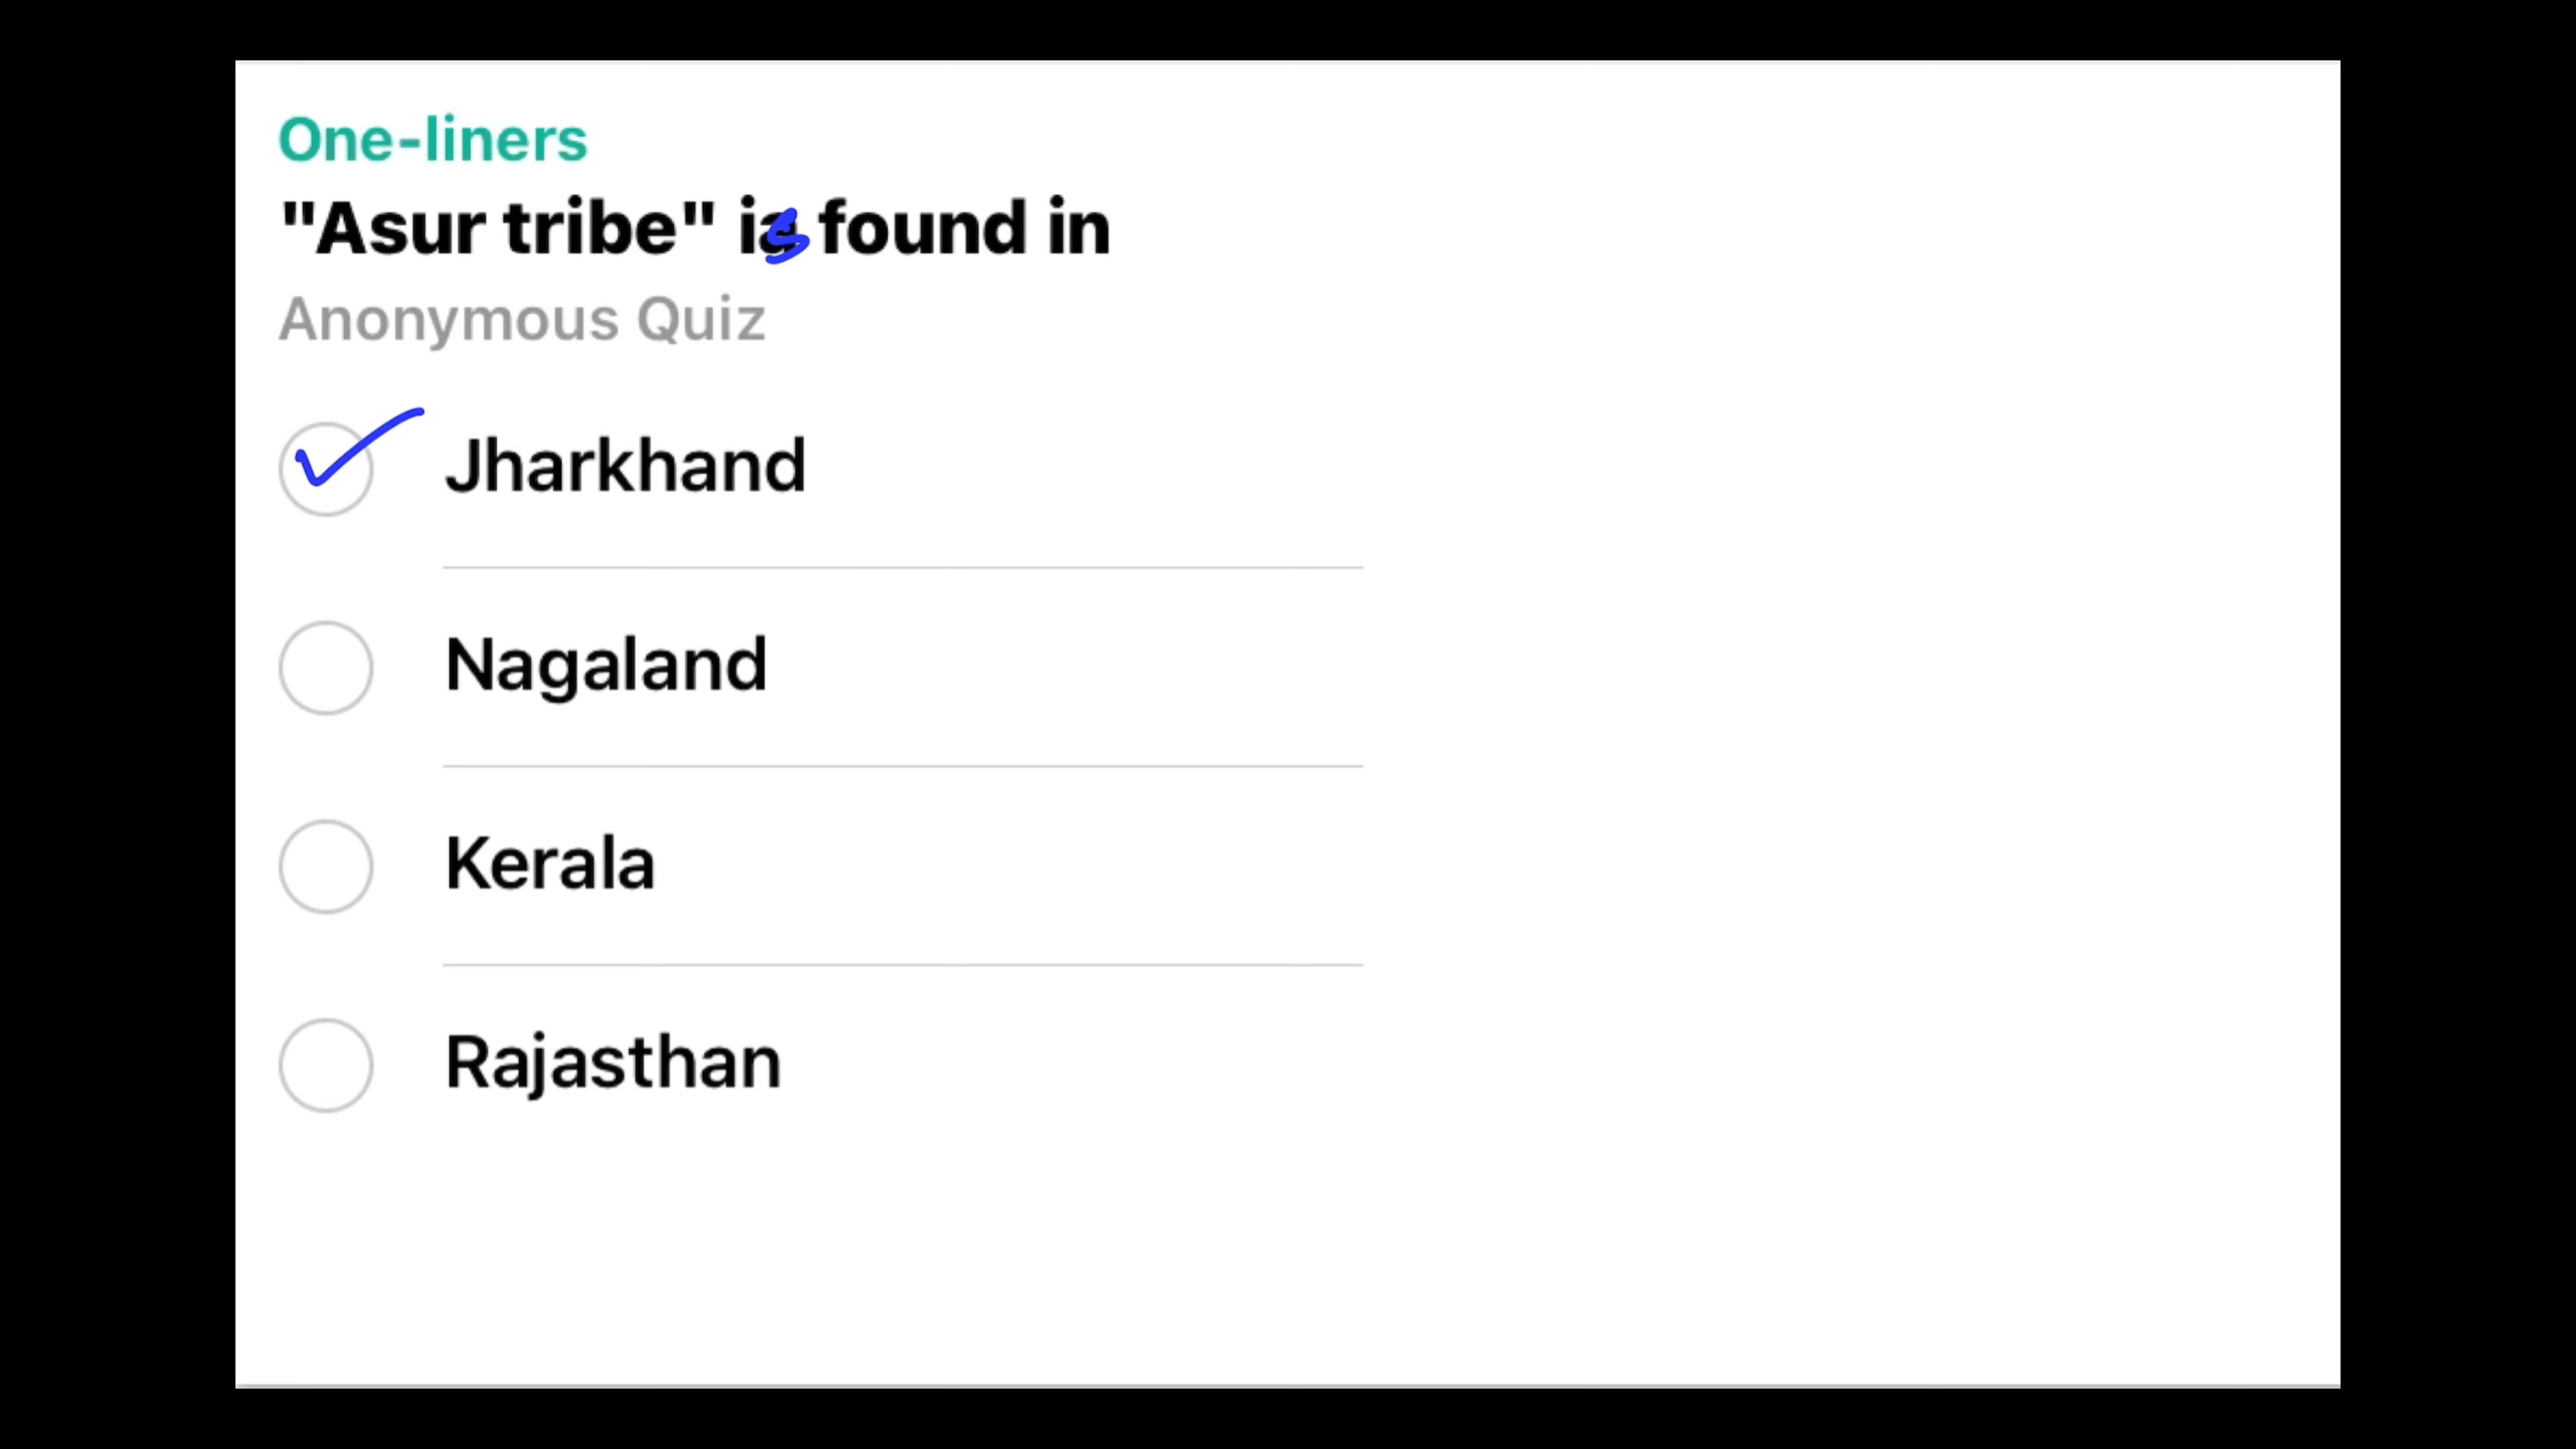 One-liners
"Asur tribe" is found in
Anonymous Quiz
Jharkhand
Nagaland
Kerala
Rajasthan